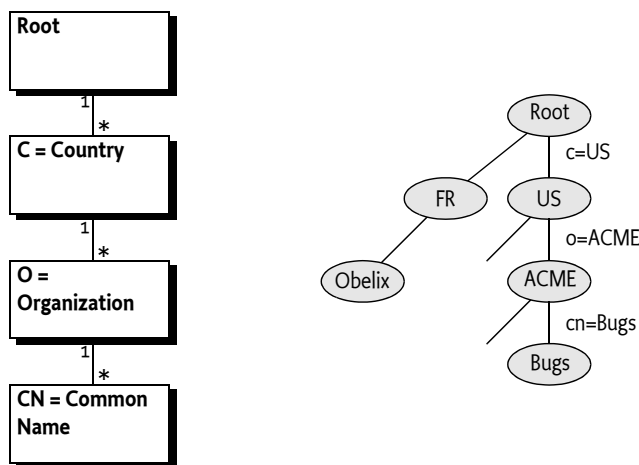 Root
1
*
C = Country
1
*
O =
Organization
1
*
CN = Common
Name
Root
c=US
FR
US
o=ACME
Obelix
ACME
cn=Bugs
Bugs